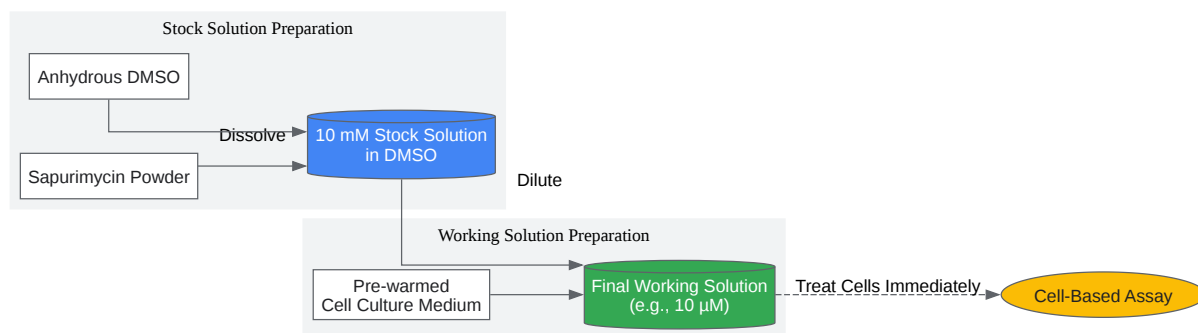 Stock Solution Preparation
Anhydrous DMSO
Dissolve
10 mM Stock Solution
in DMSO
Sapurimycin Powder
Dilute
Working Solution Preparation
Pre-warmed
Cell Culture Medium
Final Working Solution
(e.g., 10 µM)
Treat Cells Immediately
Cell-Based Assay